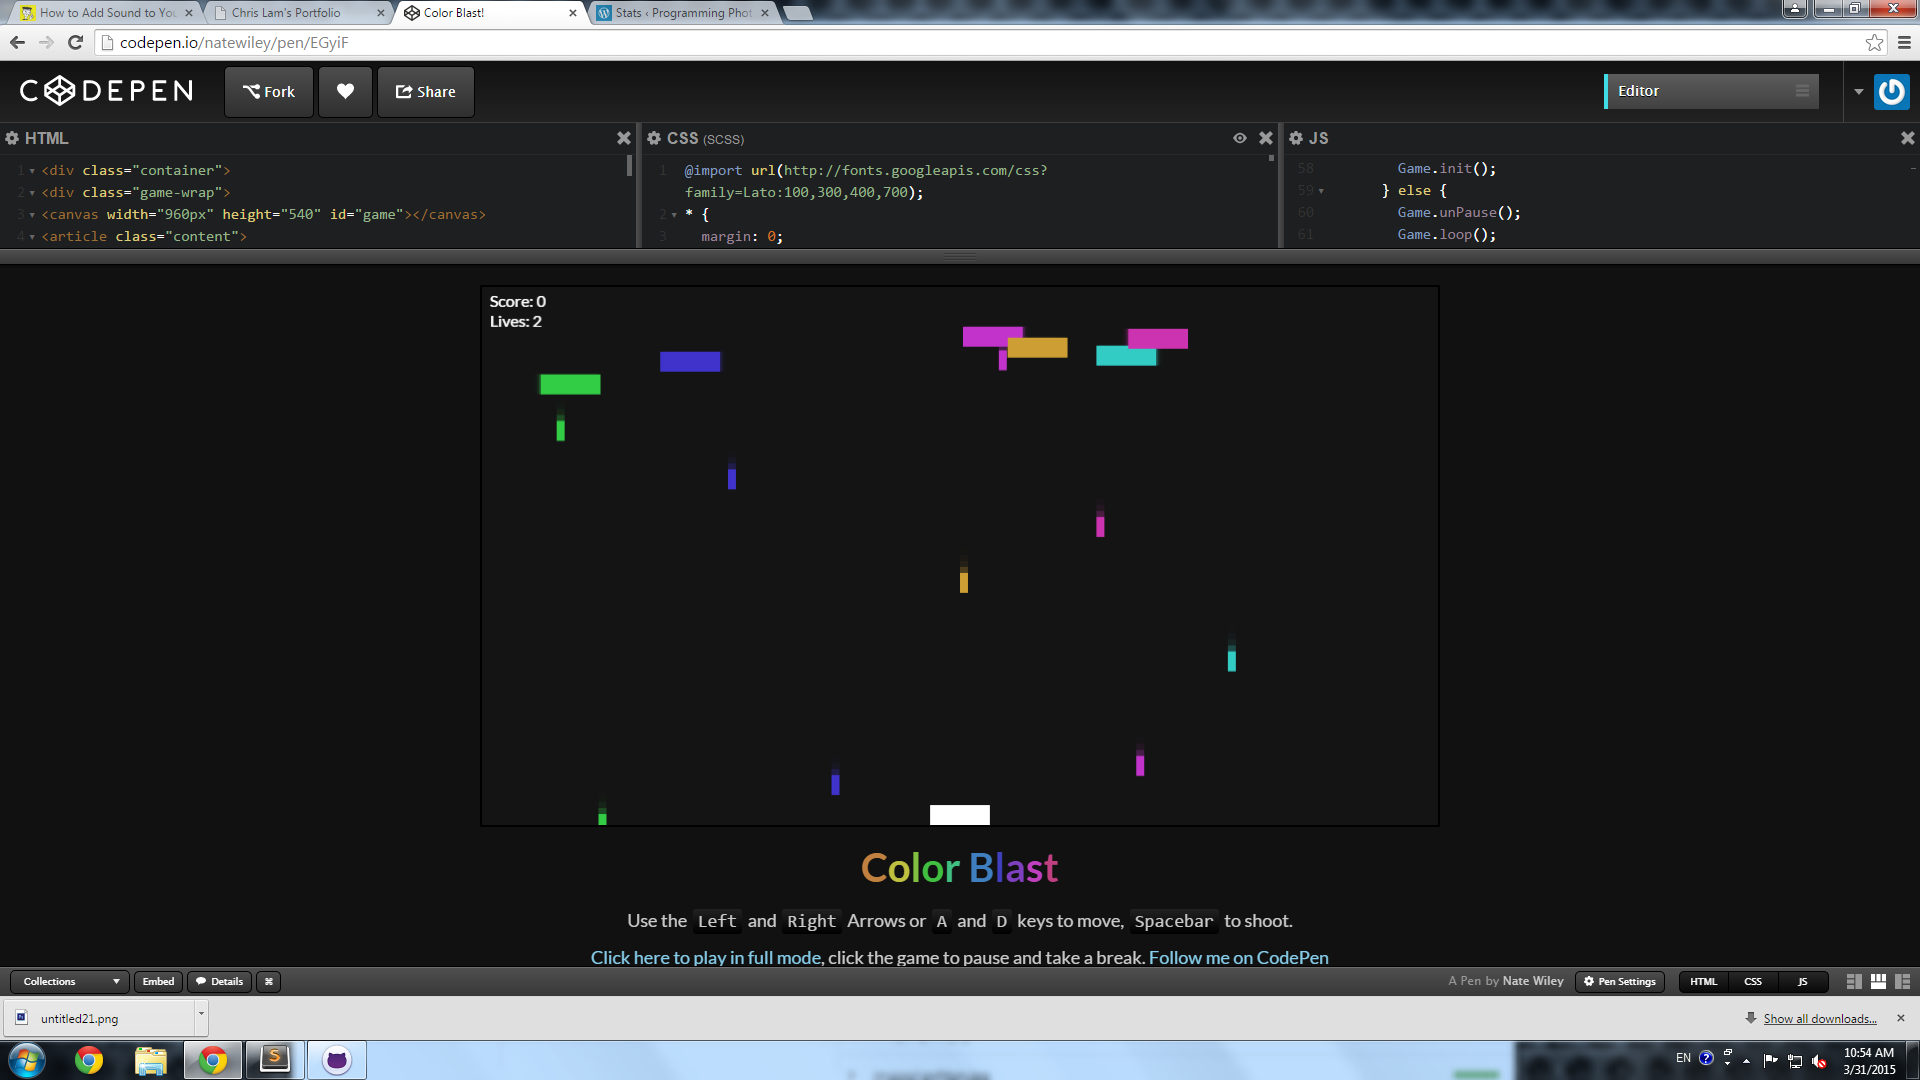 How to Add Sound to You
Chris Lam's Portfolio
Color Blast!
Stats ‹ Programming Phot
codepen.io/natewiley/pen/EGyiF
CODEPEN
Fork
Share
Editor
HTML
CSS (SCSS)
JS
1 <div class="container">
2 <div class="game-wrap">
3 <canvas width="960px" height="540" id="game"></canvas>
4 <article class="content">
1 @import url(http://fonts.googleapis.com/css?
family=Lato:100,300,400,700);
2 * {
3 margin: 0;
58 Game.init();
59 } else {
60 Game.unPause();
61 Game.loop();
Score: 0
Lives: 2
Color Blast
Use the Left and Right Arrows or A and D keys to move, Spacebar to shoot.
Click here to play in full mode, click the game to pause and take a break. Follow me on CodePen
Collections
Embed
Details
⌘
A Pen by Nate Wiley
Pen Settings
HTML
CSS
JS
untitled21.png
Show all downloads...
EN
10:54 AM
3/31/2015